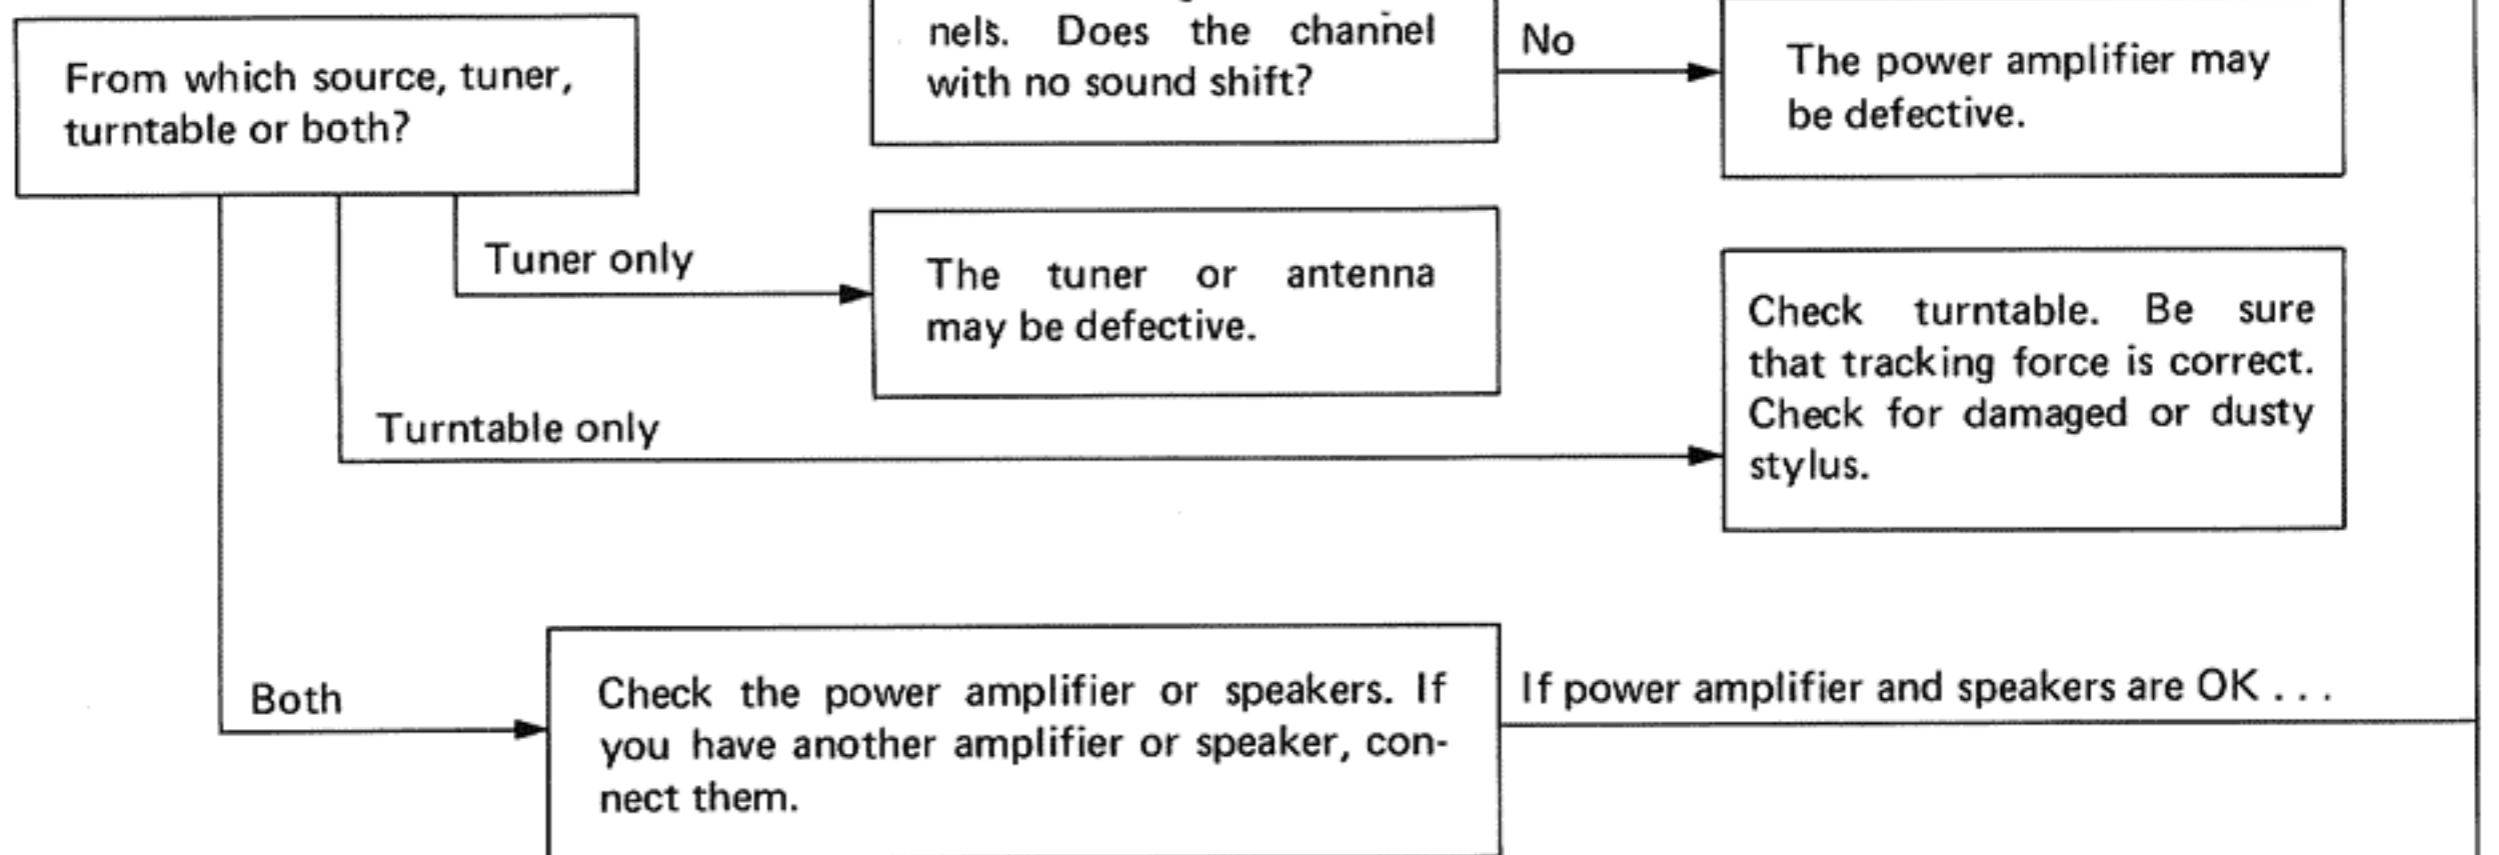 From which source, tuner,
turntable or both?
nels. Does the channel
with no sound shift?
No
The power amplifier may
be defective.
Tuner only
The tuner or antenna
may be defective.
Turntable only
Check turntable. Be sure
that tracking force is correct.
Check for damaged or dusty
stylus.
Both
Check the power amplifier or speakers. If
you have another amplifier or speaker, con-
nect them.
If power amplifier and speakers are OK . . .